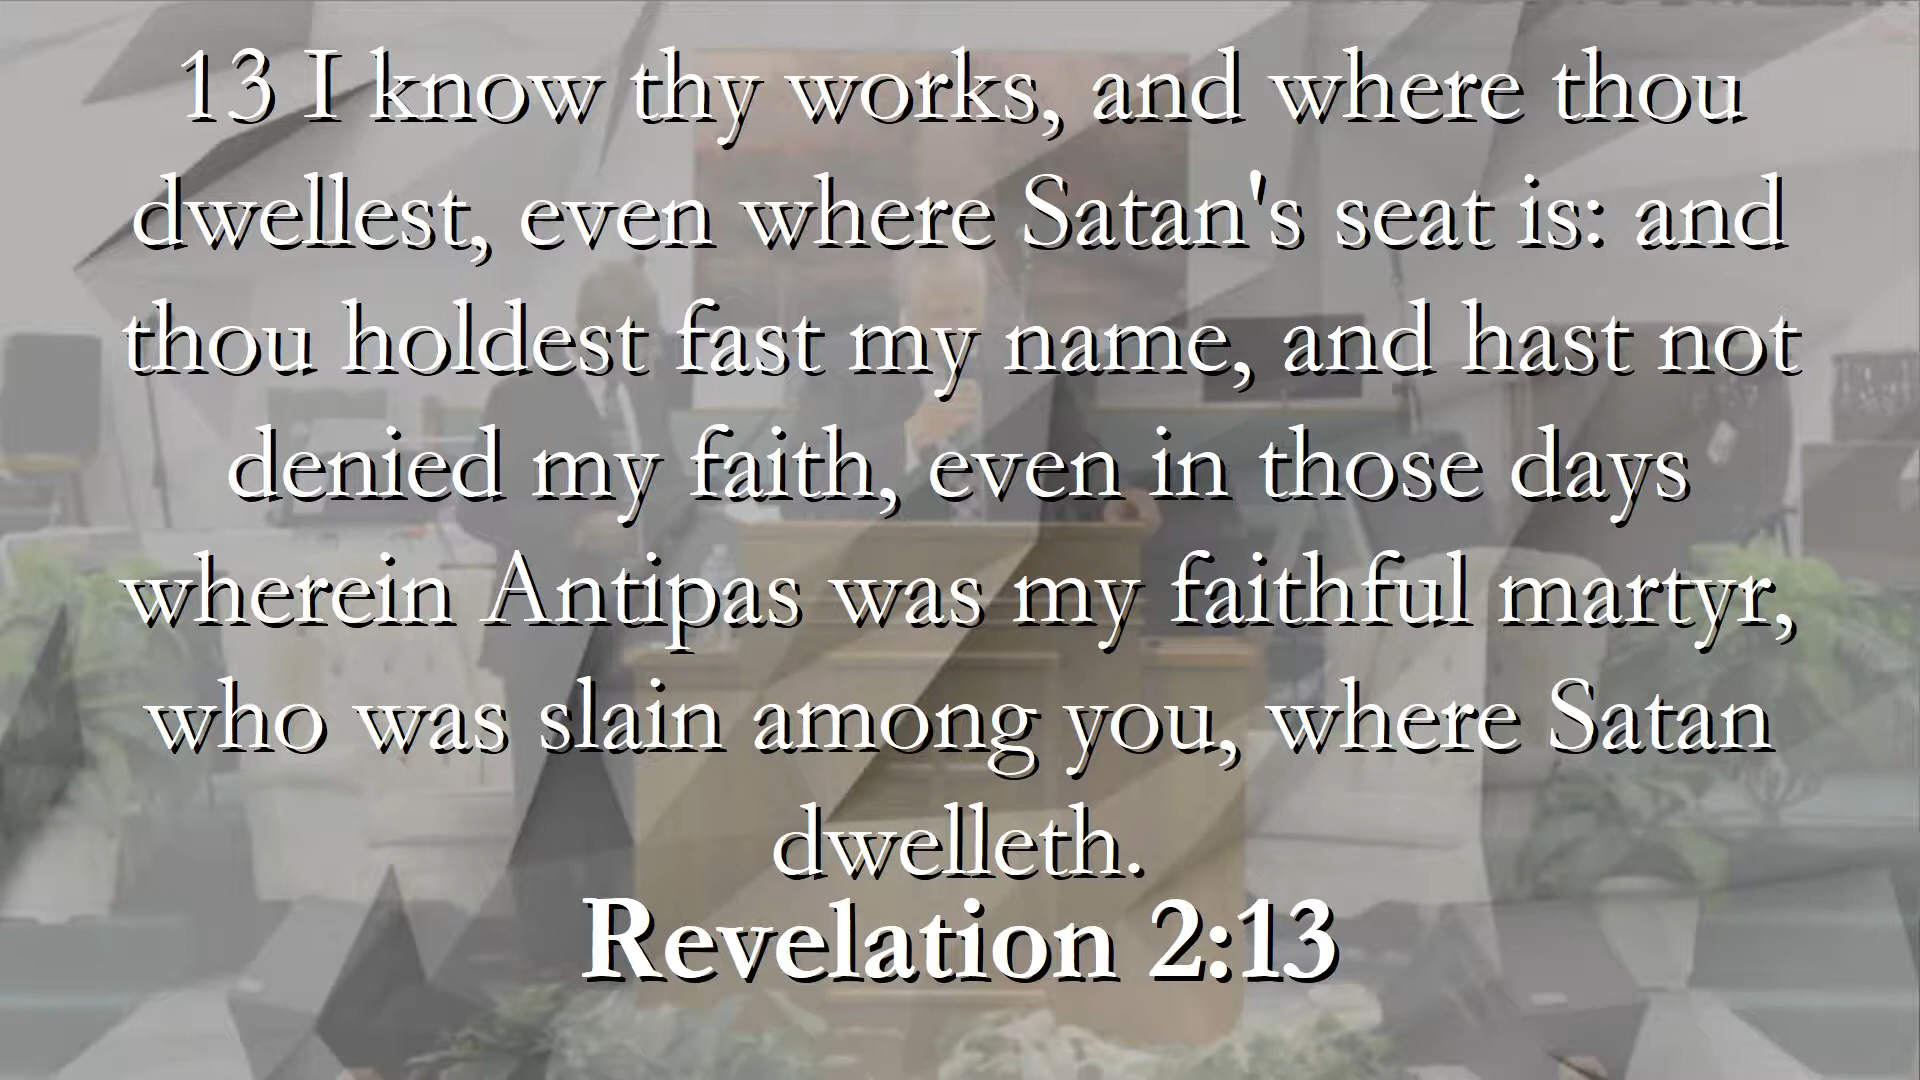 13 I know thy works, and where thou
dwellest, even where Satan's seat is: and
thou holdest fast my name, and hast not
denied my faith, even in those days
wherein Antipas was my faithful martyr,
who was slain among you, where Satan
dwelleth.
Revelation 2:13